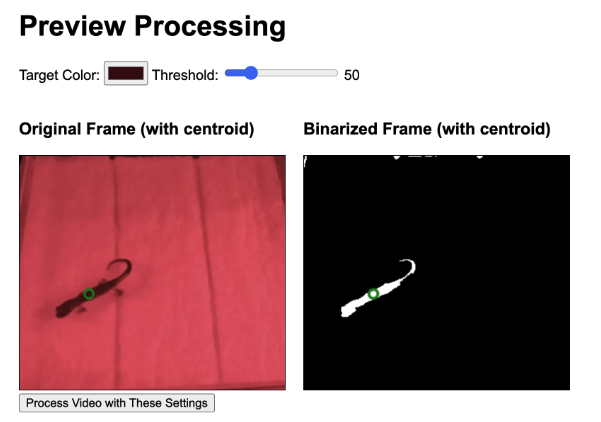 Preview Processing
Target Color: Threshold: 50
Original Frame (with centroid) Binarized Frame (with centroid)
Process Video with These Settings